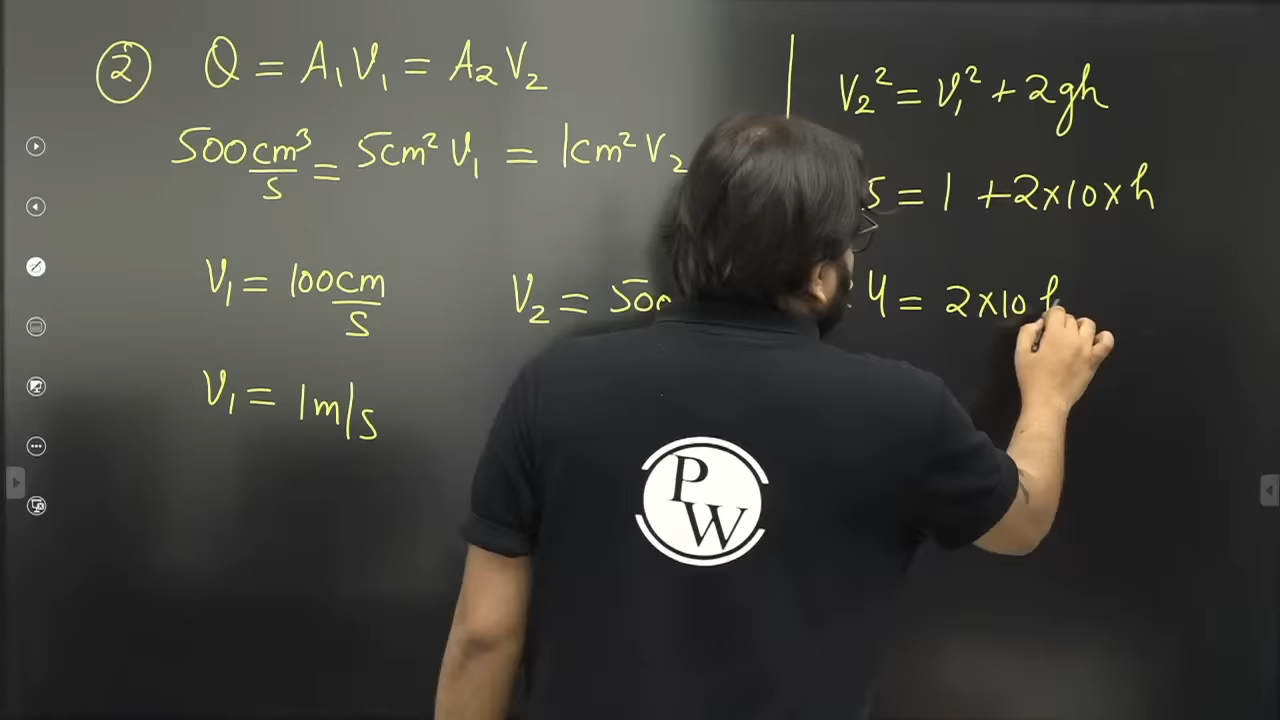 ② Q = A₁V₁ = A₂V₂
500 cm³/s = 5cm² V₁ = 1cm² V₂
V₁ = 100 cm/s
V₂ = 50
V₁ = 1m/s
V₂² = V₁² + 2gh
5 = 1 + 2×10×h
4 = 2×10 h
PW